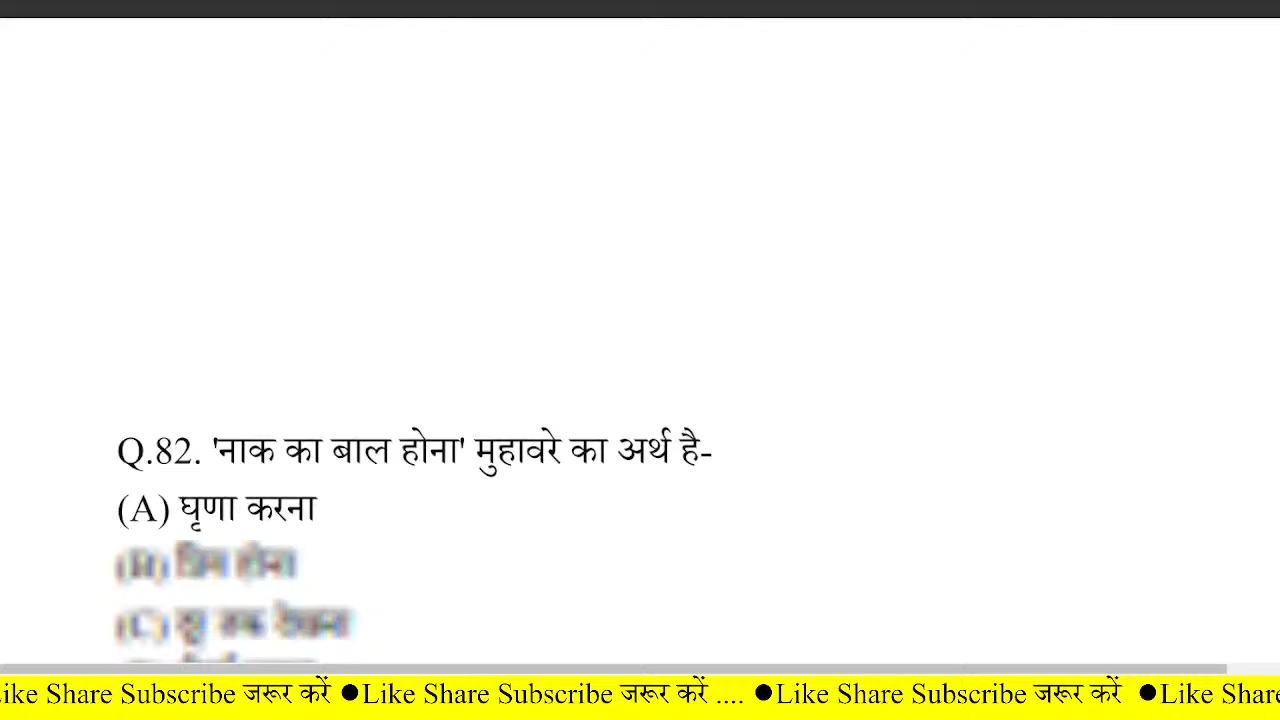 Q.82. 'नाक का बाल होना' मुहावरे का अर्थ है-
(A) घृणा करना
(B) होना
(C)
Like Share Subscribe जरूर करें ●Like Share Subscribe जरूर करें .... ●Like Share Subscribe जरूर करें ●Like Share